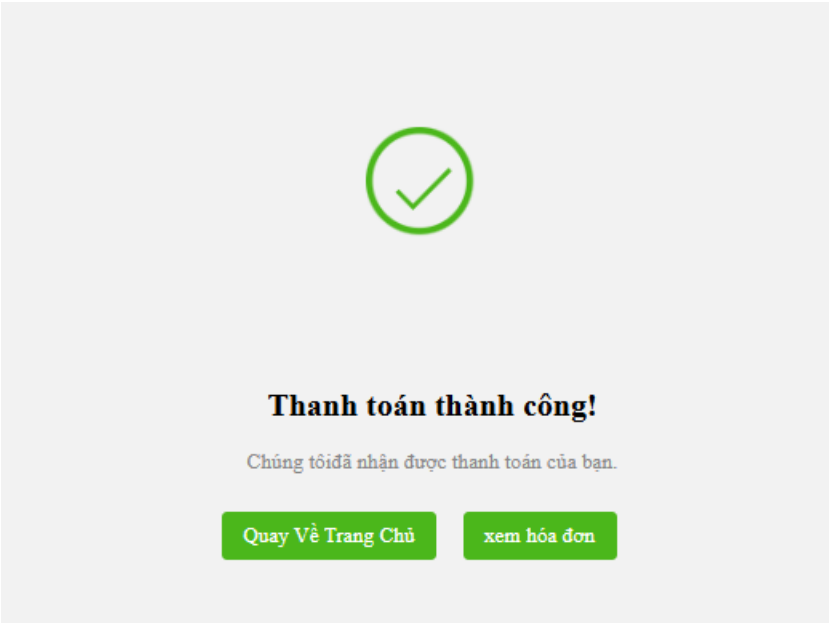 Thanh toán thành công!
Chúng tôiđã nhận được thanh toán của bạn.
Quay Về Trang Chủ
xem hóa đơn